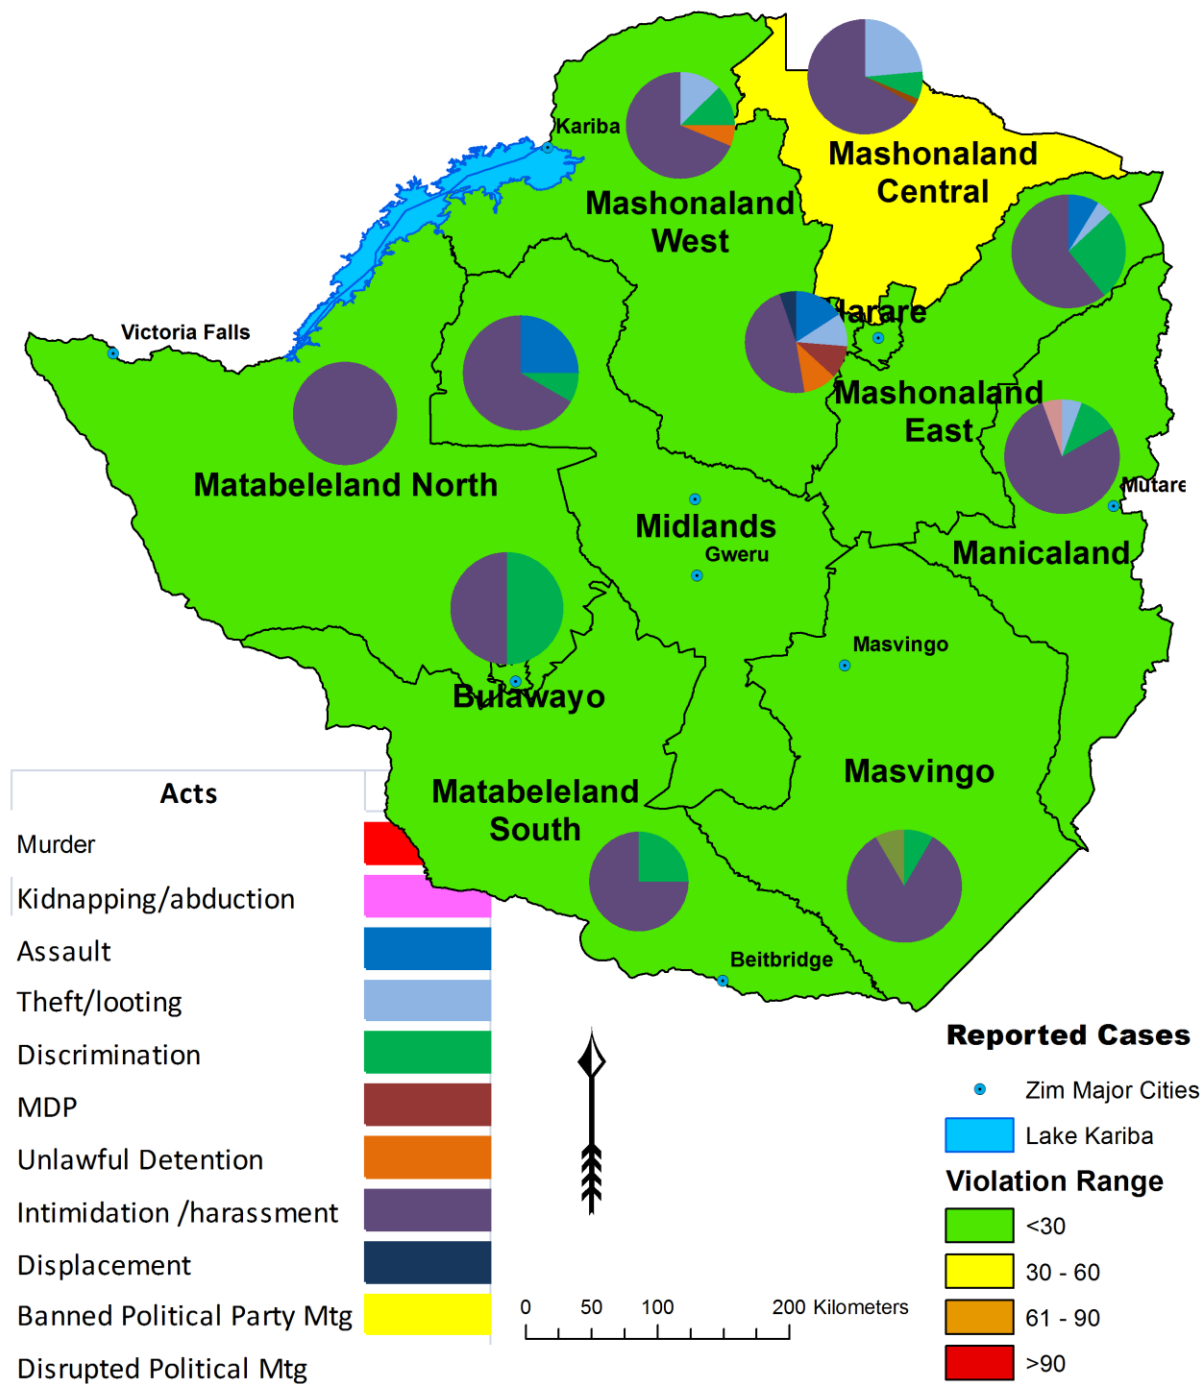 Kariba
Mashonaland
Central
Mashonaland
West
Victoria Falls
Harare
Mashonaland
East
Matabeleland North
Mutare
Midlands
Gweru
Manicaland
Masvingo
Bulawayo
Masvingo
Matabeleland
South
Beitbridge
Acts
Murder
Kidnapping/abduction
Assault
Theft/looting
Discrimination
MDP
Unlawful Detention
Intimidation /harassment
Displacement
Banned Political Party Mtg
Disrupted Political Mtg
0 50 100 200 Kilometers
Reported Cases
Zim Major Cities
Lake Kariba
Violation Range
<30
30 - 60
61 - 90
>90